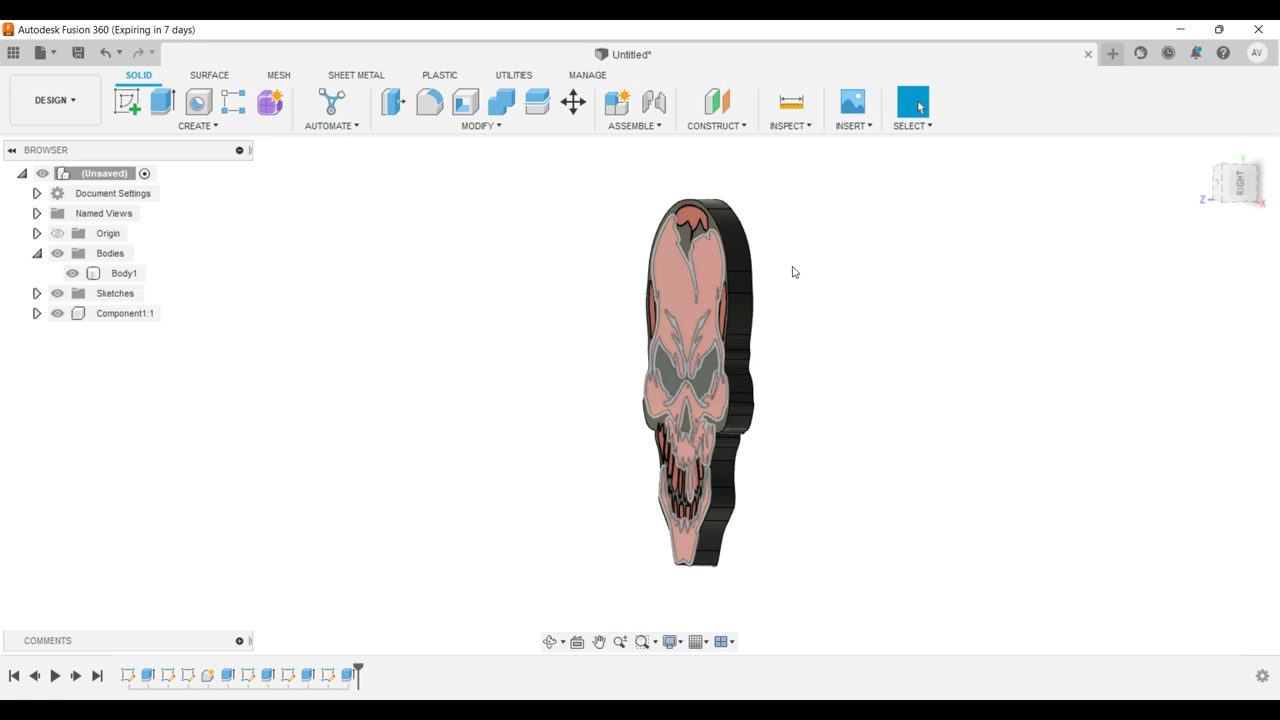 Autodesk Fusion 360 (Expiring in 7 days)
Untitled*
AV
SOLID SURFACE MESH SHEET METAL PLASTIC UTILITIES MANAGE
DESIGN
CREATE AUTOMATE MODIFY ASSEMBLE CONSTRUCT INSPECT INSERT SELECT
BROWSER
(Unsaved)
Document Settings
Named Views
Origin
Bodies
Body1
Sketches
Component1:1
Y
RIGHT
Z
X
COMMENTS